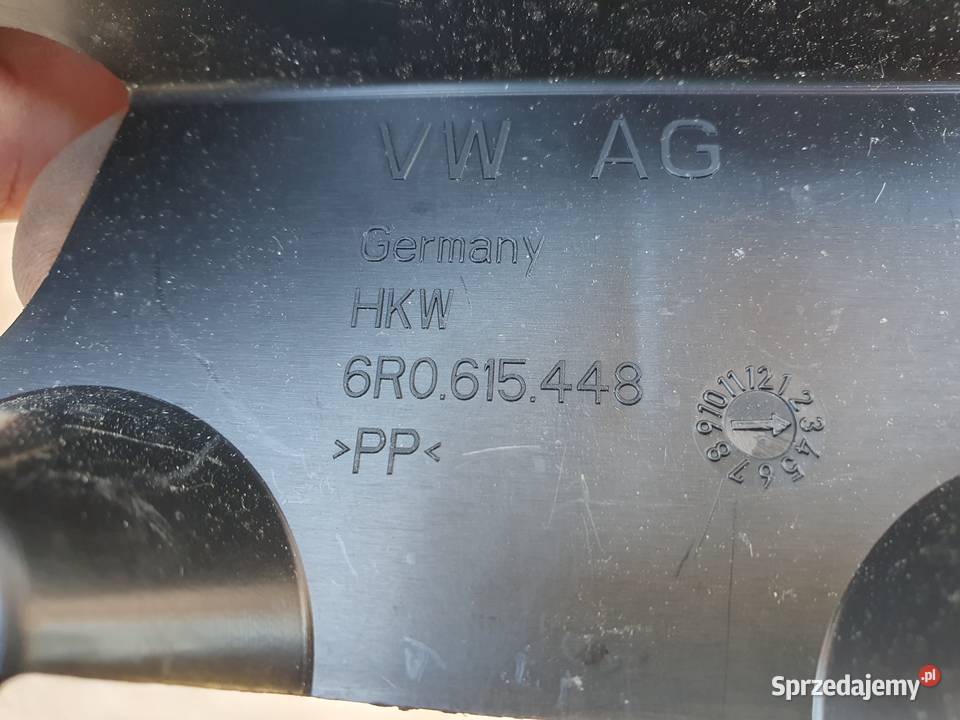 VW AG
Germany
HKW
6R0.615.448
>PP<
1 2 3 4 5 6 7 8 9 10 11 12
Sprzedajemy.pl